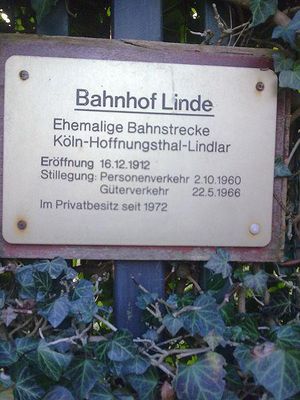 Bahnhof Linde
Ehemalige Bahnstrecke
Köln-Hoffnungsthal-Lindlar
Eröffnung 16.12.1912
Stillegung: Personenverkehr 2.10.1960
Güterverkehr 22.5.1966
Im Privatbesitz seit 1972